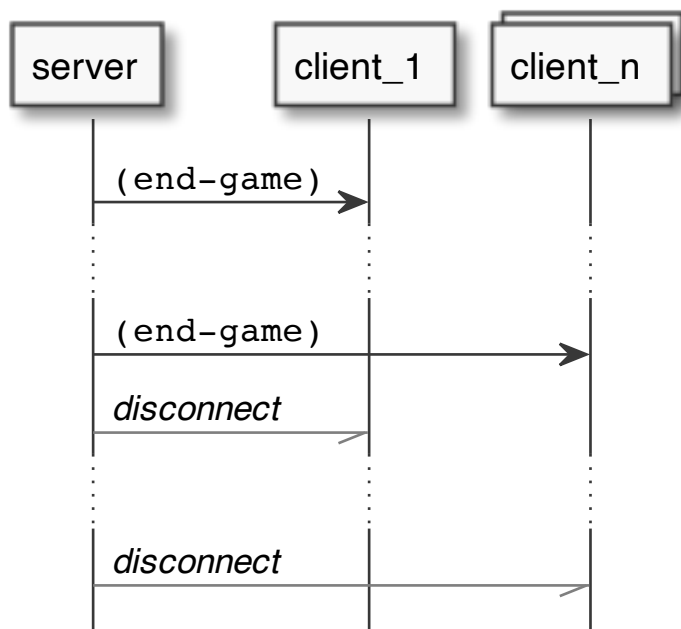 server
client_1
client_n
(end-game)
(end-game)
disconnect
disconnect